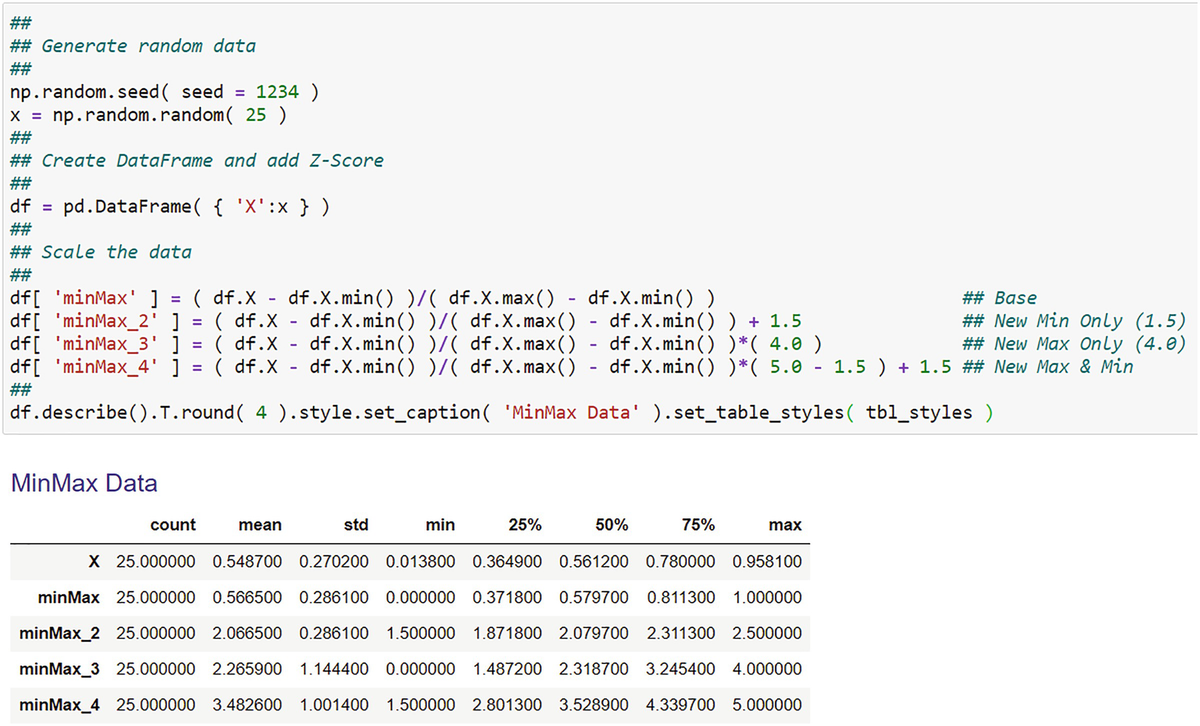 ##
## Generate random data
##
np.random.seed( seed = 1234 )
x = np.random.random( 25 )
##
## Create DataFrame and add Z-Score
##
df = pd.DataFrame( { 'X':x } )
##
## Scale the data
##
df[ 'minMax' ] = ( df.X - df.X.min() )/( df.X.max() - df.X.min() ) ## Base
df[ 'minMax_2' ] = ( df.X - df.X.min() )/( df.X.max() - df.X.min() ) + 1.5 ## New Min Only (1.5)
df[ 'minMax_3' ] = ( df.X - df.X.min() )/( df.X.max() - df.X.min() )*( 4.0 ) ## New Max Only (4.0)
df[ 'minMax_4' ] = ( df.X - df.X.min() )/( df.X.max() - df.X.min() )*( 5.0 - 1.5 ) + 1.5 ## New Max & Min
##
df.describe().T.round( 4 ).style.set_caption( 'MinMax Data' ).set_table_styles( tbl_styles )
MinMax Data
count mean std min 25% 50% 75% max
X 25.000000 0.548700 0.270200 0.013800 0.364900 0.561200 0.780000 0.958100
minMax 25.000000 0.566500 0.286100 0.000000 0.371800 0.579700 0.811300 1.000000
minMax_2 25.000000 2.066500 0.286100 1.500000 1.871800 2.079700 2.311300 2.500000
minMax_3 25.000000 2.265900 1.144400 0.000000 1.487200 2.318700 3.245400 4.000000
minMax_4 25.000000 3.482600 1.001400 1.500000 2.801300 3.528900 4.339700 5.000000